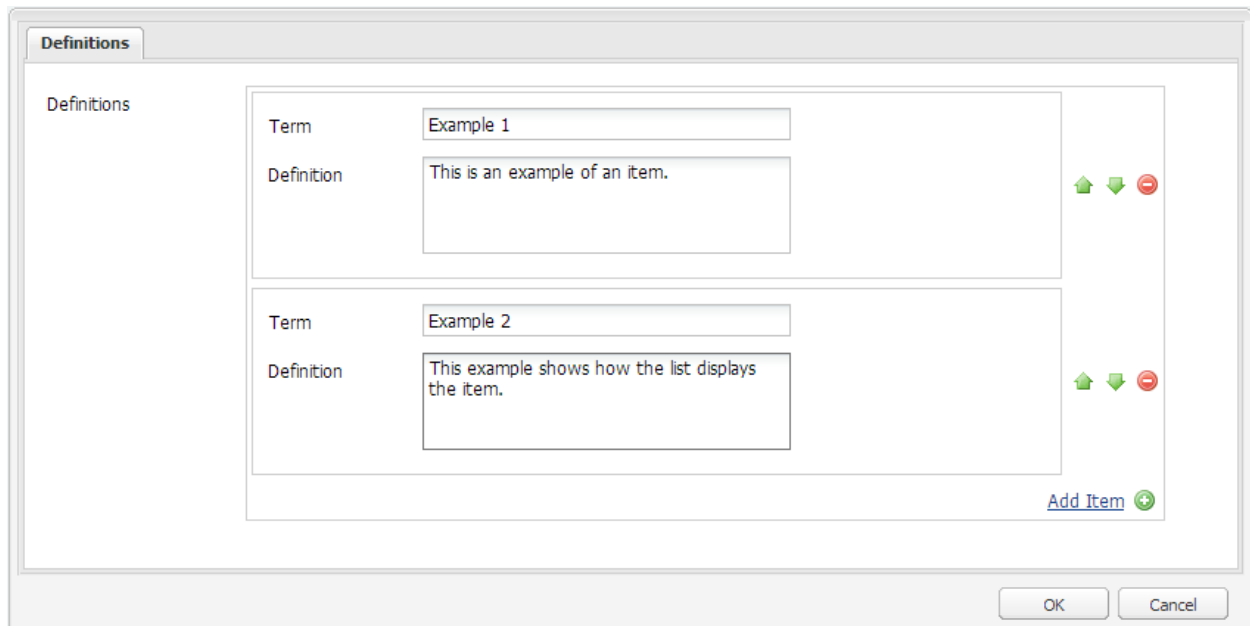 Definitions
Definitions
Term
Example 1
Definition
This is an example of an item.
Term
Example 2
Definition
This example shows how the list displays
the item.
Add Item
OK
Cancel